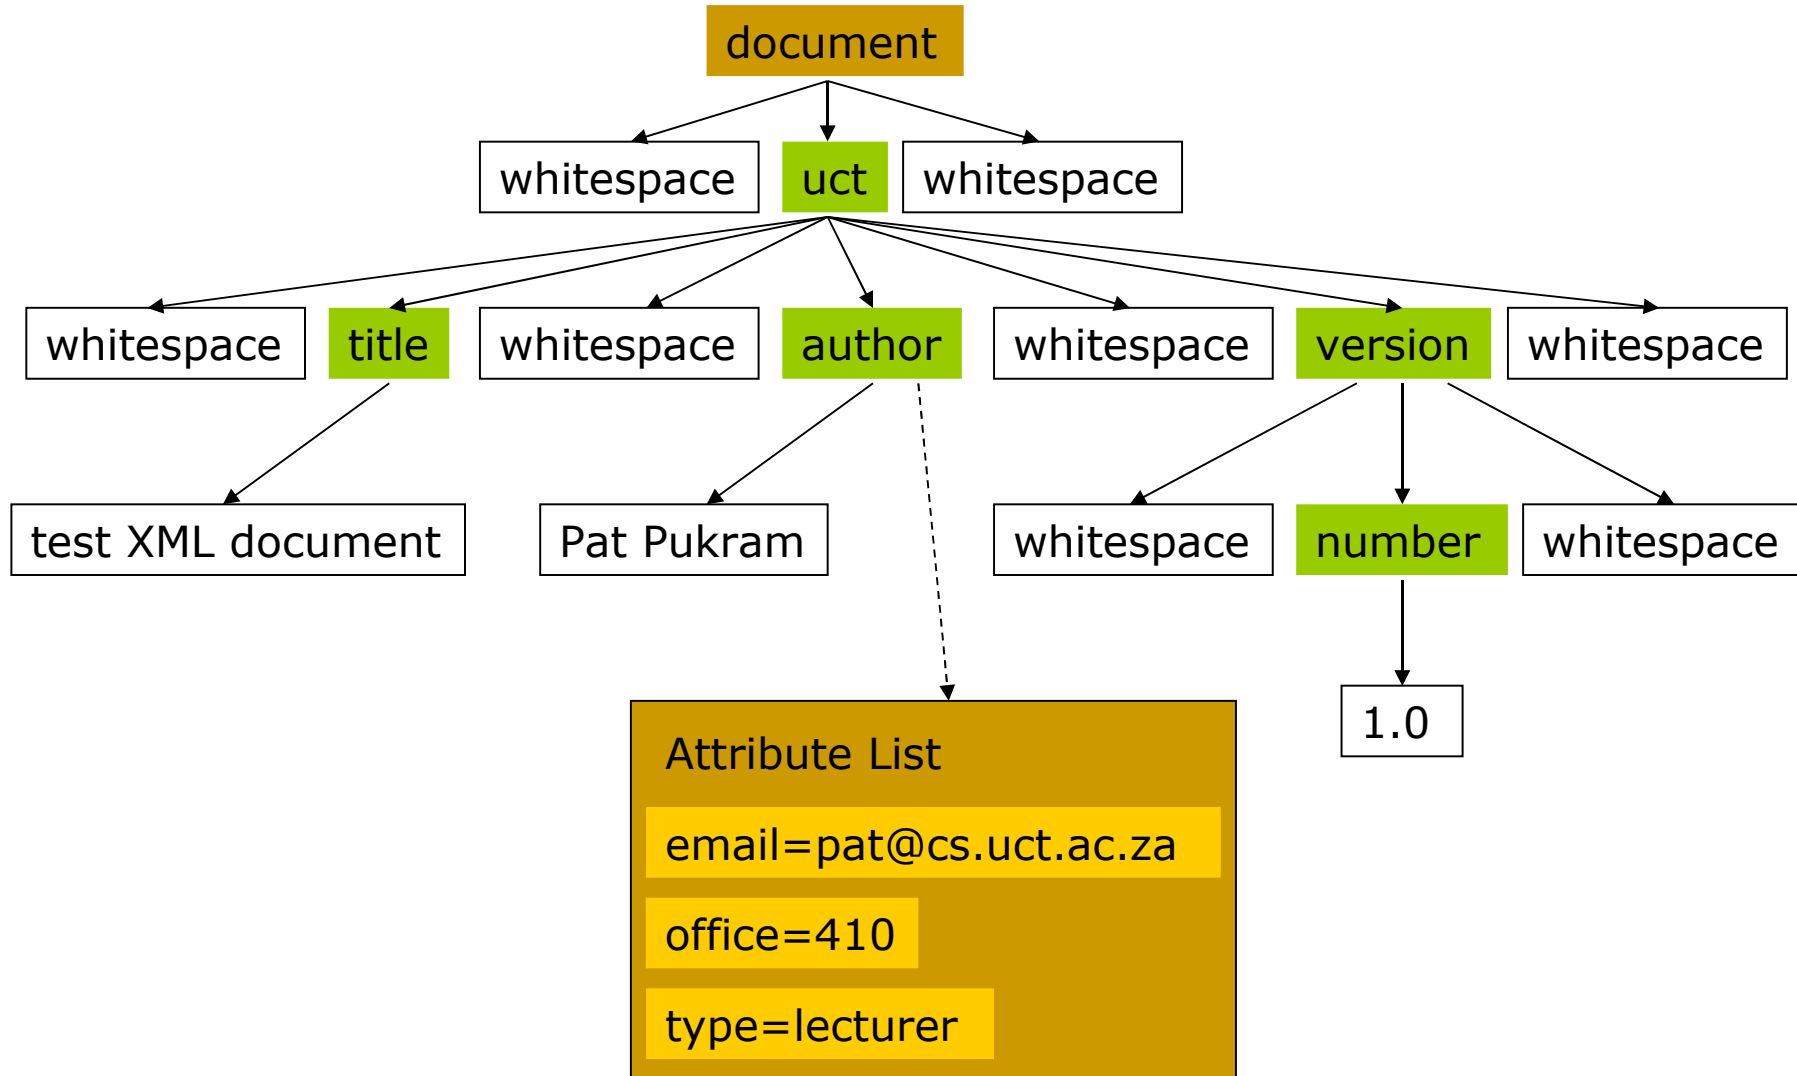 document
whitespace
uct
whitespace
whitespace
title
whitespace
author
whitespace
version
whitespace
test XML document
Pat Pukram
whitespace
number
whitespace
1.0
Attribute List
email=pat@cs.uct.ac.za
office=410
type=lecturer